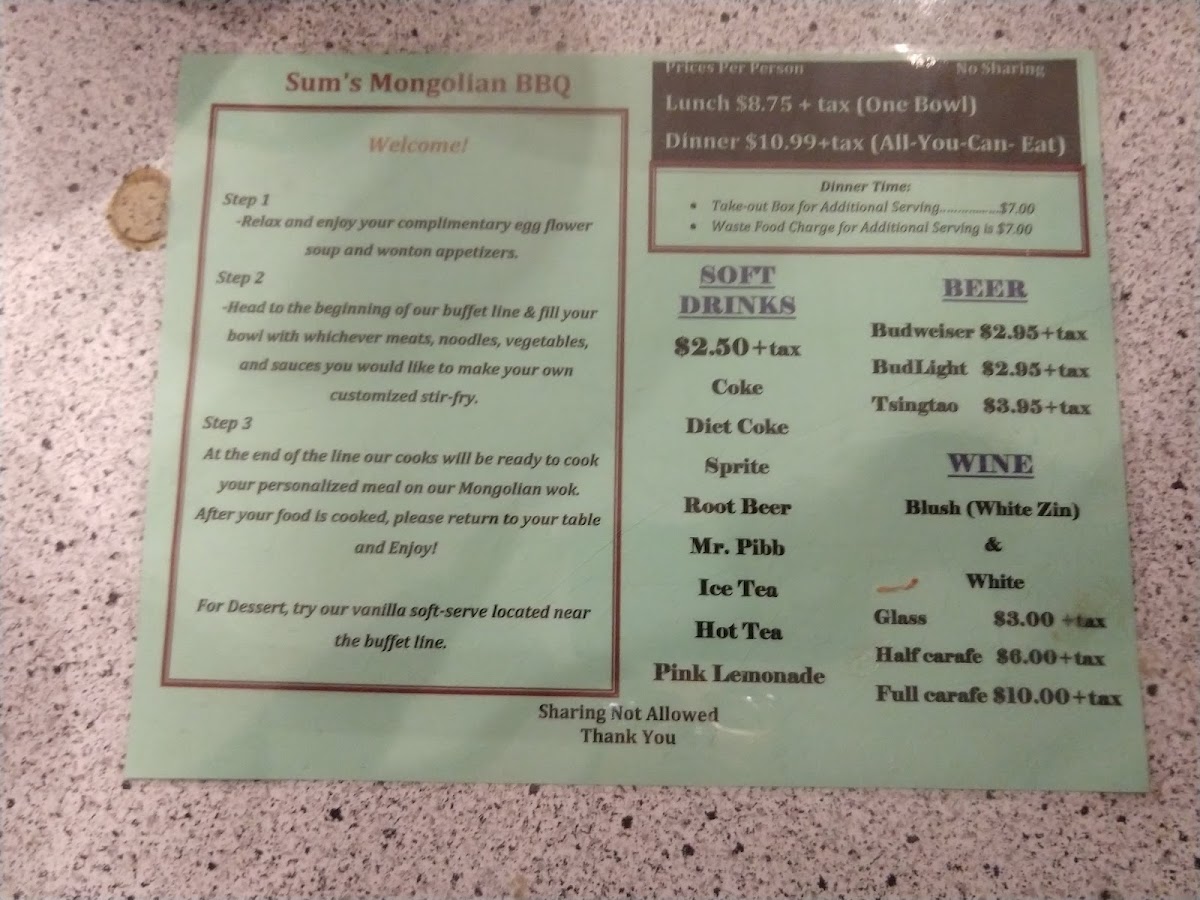 Sum's Mongolian BBQ
Welcome!
Step 1
-Relax and enjoy your complimentary egg flower
soup and wonton appetizers.
Step 2
-Head to the beginning of our buffet line & fill your
bowl with whichever meats, noodles, vegetables,
and sauces you would like to make your own
customized stir-fry.
Step 3
At the end of the line our cooks will be ready to cook
your personalized meal on our Mongolian wok.
After your food is cooked, please return to your table
and Enjoy!
For Dessert, try our vanilla soft-serve located near
the buffet line.
Prices Per Person No Sharing
Lunch $8.75 + tax (One Bowl)
Dinner $10.99+tax (All-You-Can- Eat)
Dinner Time:
• Take-out Box for Additional Serving................$7.00
• Waste Food Charge for Additional Serving is $7.00
SOFT
DRINKS
$2.50+tax
Coke
Diet Coke
Sprite
Root Beer
Mr. Pibb
Ice Tea
Hot Tea
Pink Lemonade
BEER
Budweiser $2.95+tax
BudLight $2.95+tax
Tsingtao $3.95+tax
WINE
Blush (White Zin)
&
White
Glass $3.00 +tax
Half carafe $6.00+tax
Full carafe $10.00+tax
Sharing Not Allowed
Thank You